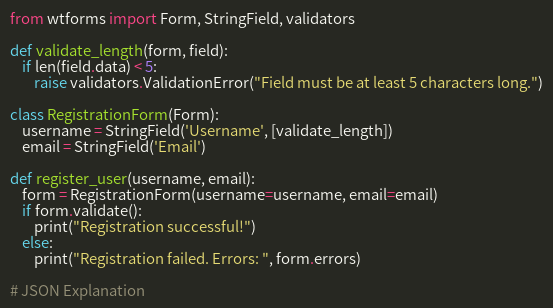 from wtforms import Form, StringField, validators

def validate_length(form, field):
    if len(field.data) < 5:
        raise validators.ValidationError("Field must be at least 5 characters long.")

class RegistrationForm(Form):
    username = StringField('Username', [validate_length])
    email = StringField('Email')

def register_user(username, email):
    form = RegistrationForm(username=username, email=email)
    if form.validate():
        print("Registration successful!")
    else:
        print("Registration failed. Errors: ", form.errors)

# JSON Explanation